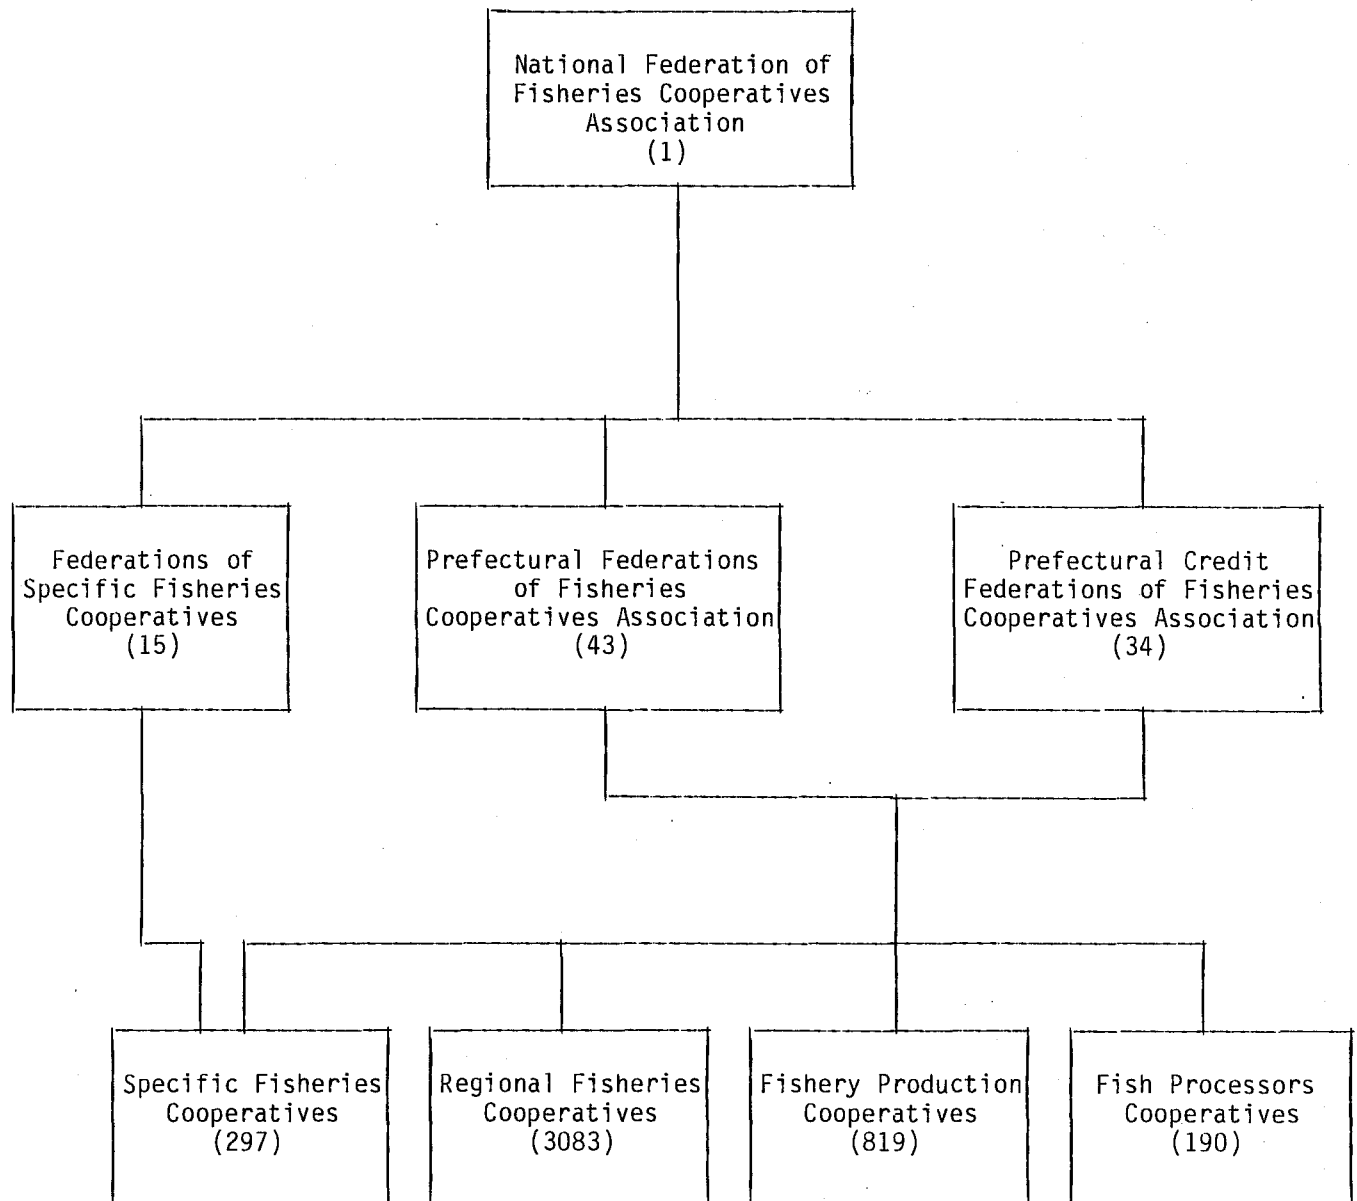 National Federation of
Fisheries Cooperatives
Association
(1)
Federations of
Specific Fisheries
Cooperatives
(15)
Prefectural Federations
of Fisheries
Cooperatives Association
(43)
Prefectural Credit
Federations of Fisheries
Cooperatives Association
(34)
Specific Fisheries
Cooperatives
(297)
Regional Fisheries
Cooperatives
(3083)
Fishery Production
Cooperatives
(819)
Fish Processors
Cooperatives
(190)